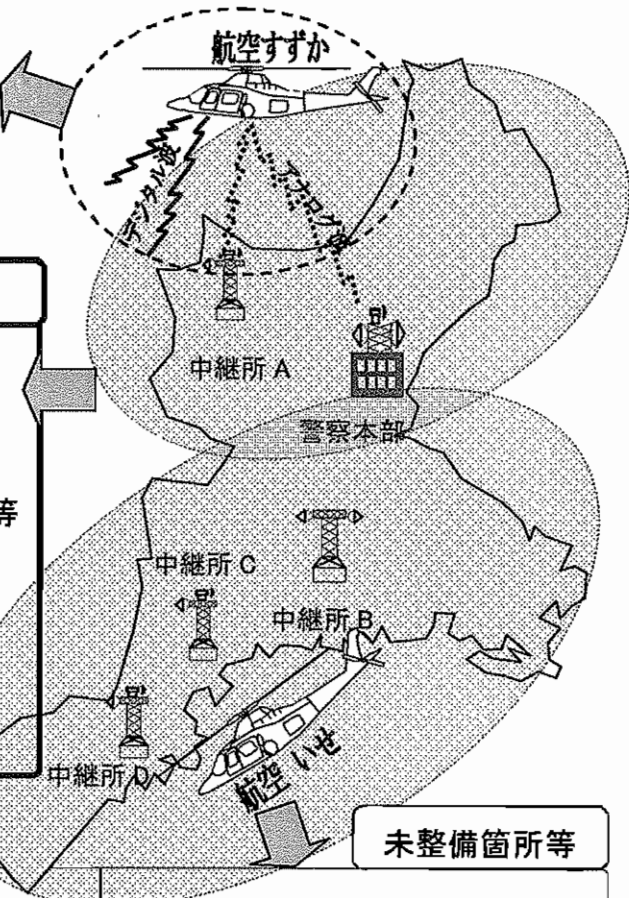 航空すずか
デジタル波
アナログ波
中継所 A
警察本部
等
中継所 C
中継所 B
中継所 D
航空 いせ
未整備箇所等